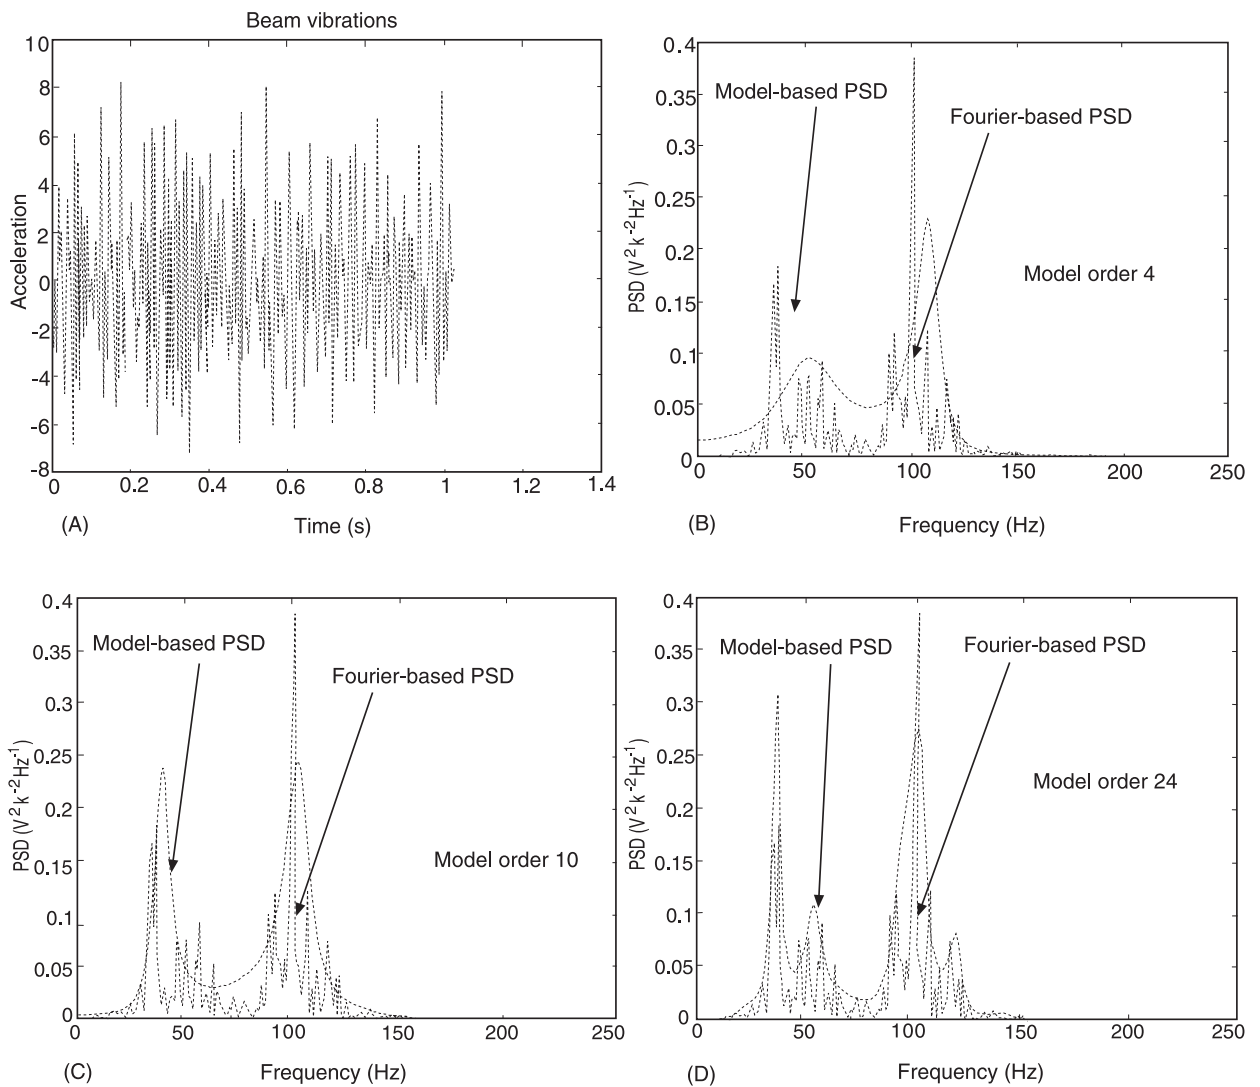 Beam vibrations
10
8
6
4
2
0
-2
-4
-6
-8
Acceleration
0
0.2
0.4
0.6
0.8
1
1.2
1.4
(A)
Time (s)
0.4
0.35
0.3
0.25
0.2
0.15
0.1
0.05
0
PSD (V²k-²Hz-¹)
Model-based PSD
Fourier-based PSD
Model order 4
50
100
150
200
250
(B)
Frequency (Hz)
0.4
0.35
0.3
0.25
0.2
0.15
0.1
0.05
0
PSD (V²k-²Hz-¹)
Model-based PSD
Fourier-based PSD
Model order 10
50
100
150
200
250
(C)
Frequency (Hz)
0.4
0.35
0.3
0.25
0.2
0.15
0.1
0.05
0
PSD (V²k-²Hz-¹)
Model-based PSD
Fourier-based PSD
Model order 24
0
50
100
150
200
250
(D)
Frequency (Hz)